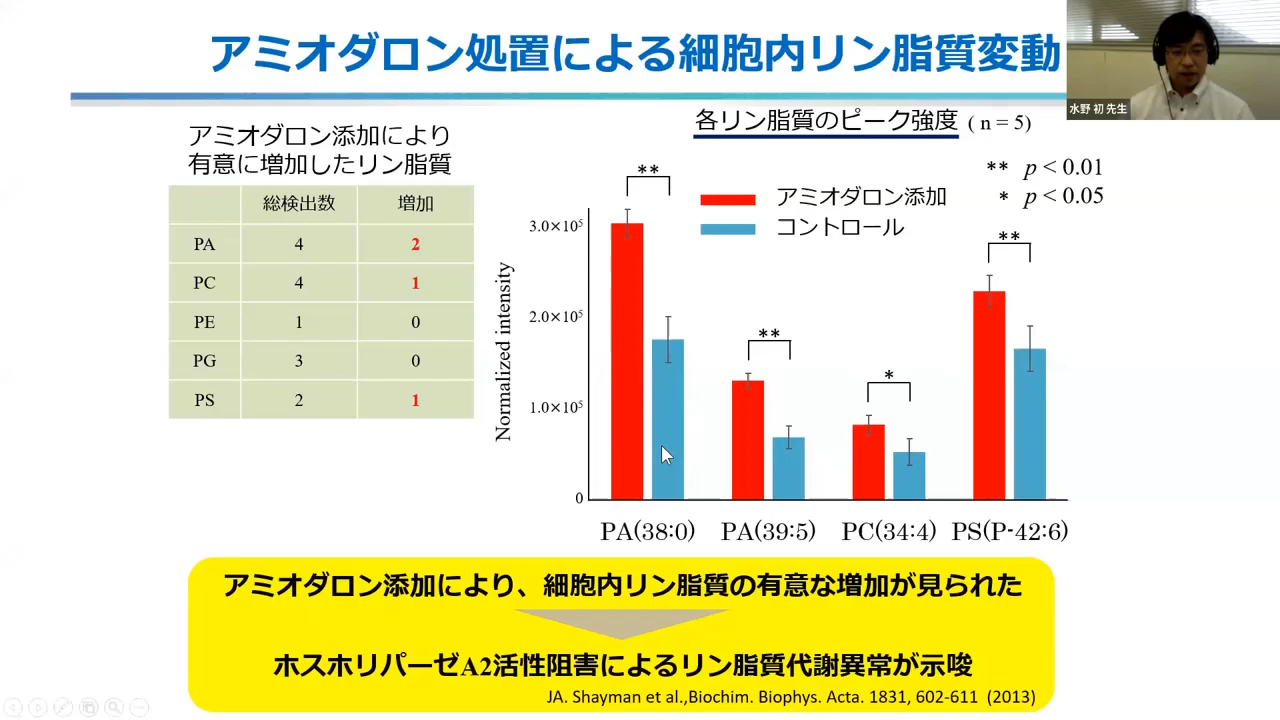 アミオダロン処置による細胞内リン脂質変動
水野 初 先生
アミオダロン添加により
有意に増加したリン脂質
総検出数 増加
PA 4 2
PC 4 1
PE 1 0
PG 3 0
PS 2 1
各リン脂質のピーク強度 ( n = 5)
** p < 0.01
* p < 0.05
アミオダロン添加
コントロール
Normalized intensity
3.0×10⁵
2.0×10⁵
1.0×10⁵
0
**
**
*
**
PA(38:0) PA(39:5) PC(34:4) PS(P-42:6)
アミオダロン添加により、細胞内リン脂質の有意な増加が見られた
ホスホリパーゼA2活性阻害によるリン脂質代謝異常が示唆
JA. Shayman et al.,Biochim. Biophys. Acta. 1831, 602-611 (2013)